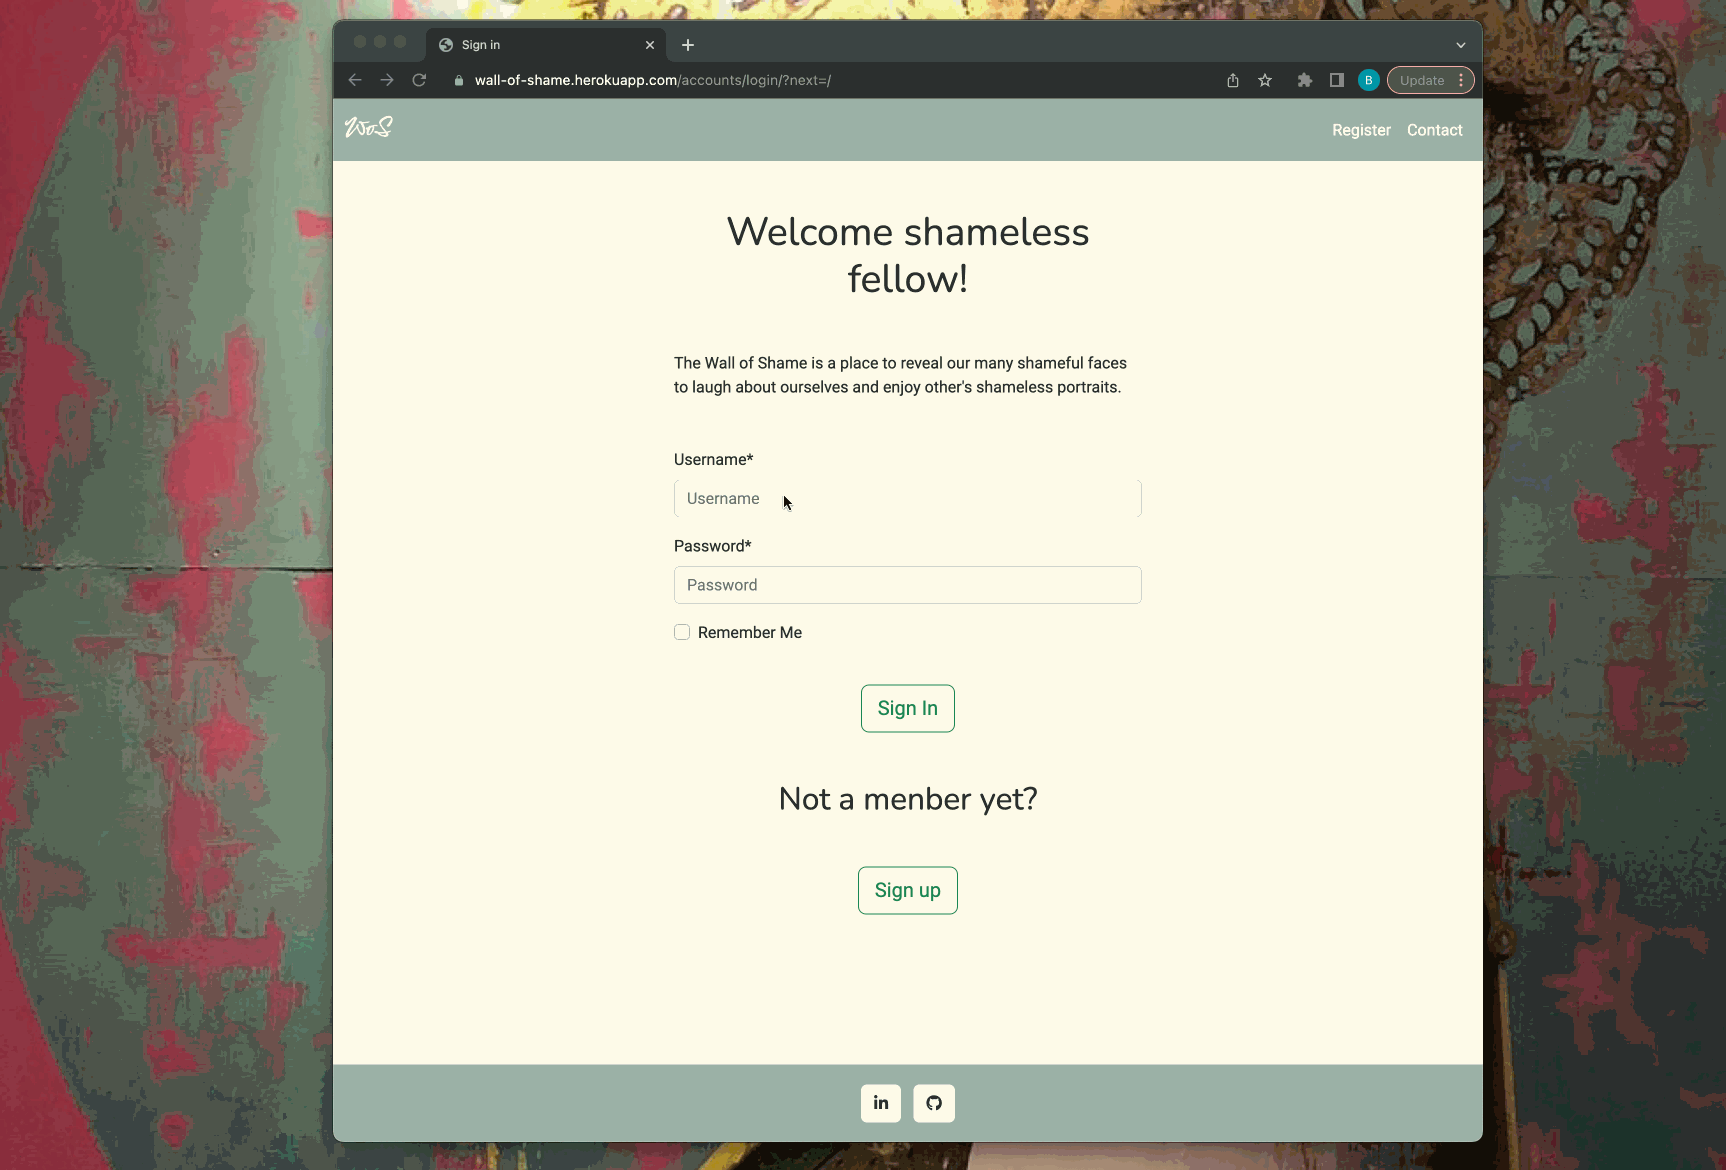 Sign in
wall-of-shame.herokuapp.com/accounts/login/?next=/
B
Update
WoS
Register
Contact
Welcome shameless
fellow!
The Wall of Shame is a place to reveal our many shameful faces
to laugh about ourselves and enjoy other's shameless portraits.
Username*
Username
Password*
Password
Remember Me
Sign In
Not a menber yet?
Sign up
in